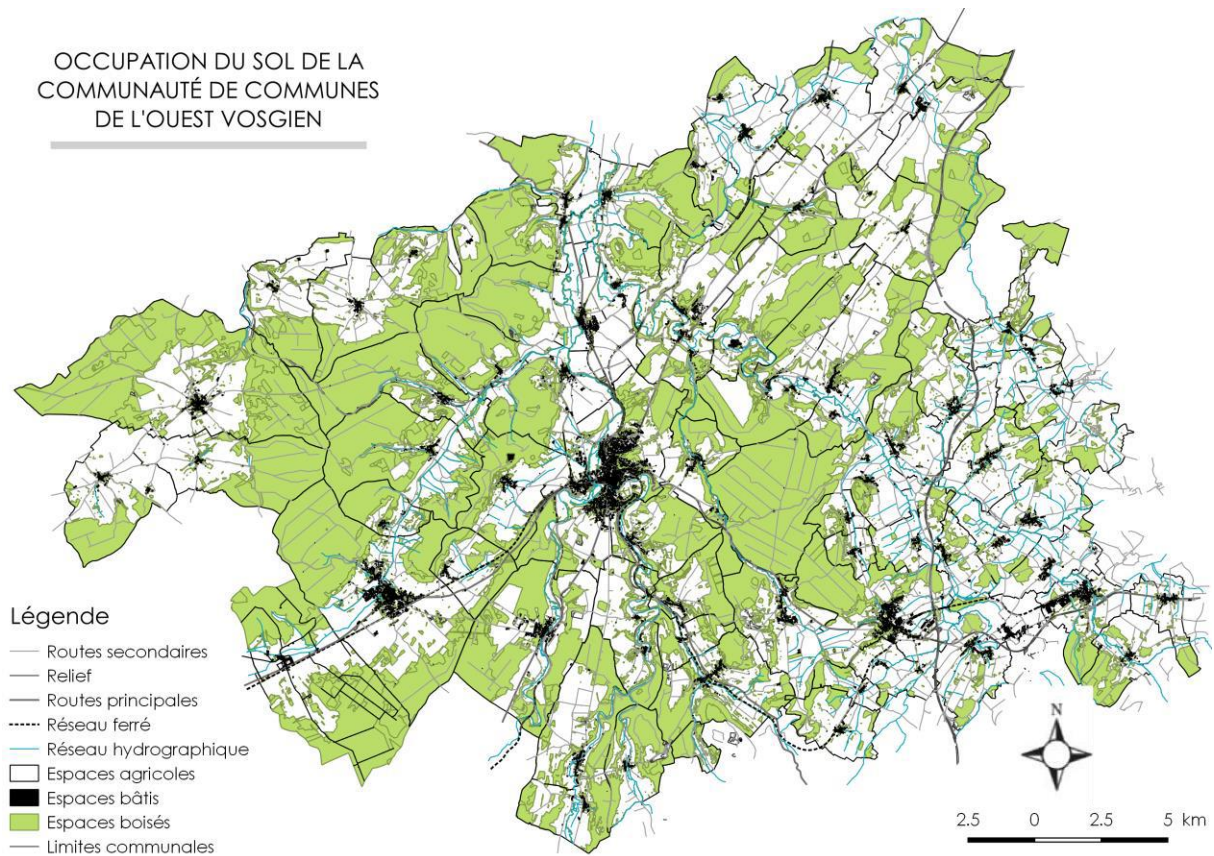 OCCUPATION DU SOL DE LA
COMMUNAUTÉ DE COMMUNES
DE L'OUEST VOSGIEN
Légende
Routes secondaires
Relief
Routes principales
Réseau ferré
Réseau hydrographique
Espaces agricoles
Espaces bâtis
Espaces boisés
Limites communales
N
2.5 0 2.5 5 km